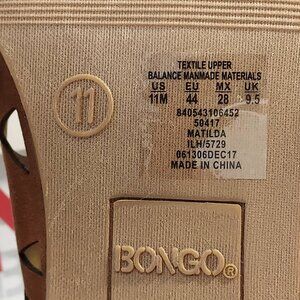 TEXTILE UPPER
BALANCE MANMADE MATERIALS
US EU MX UK
11M 44 28 9.5
840543106452
59417
MATILDA
ILH/5729
061306DEC17
MADE IN CHINA
11
BONGO®